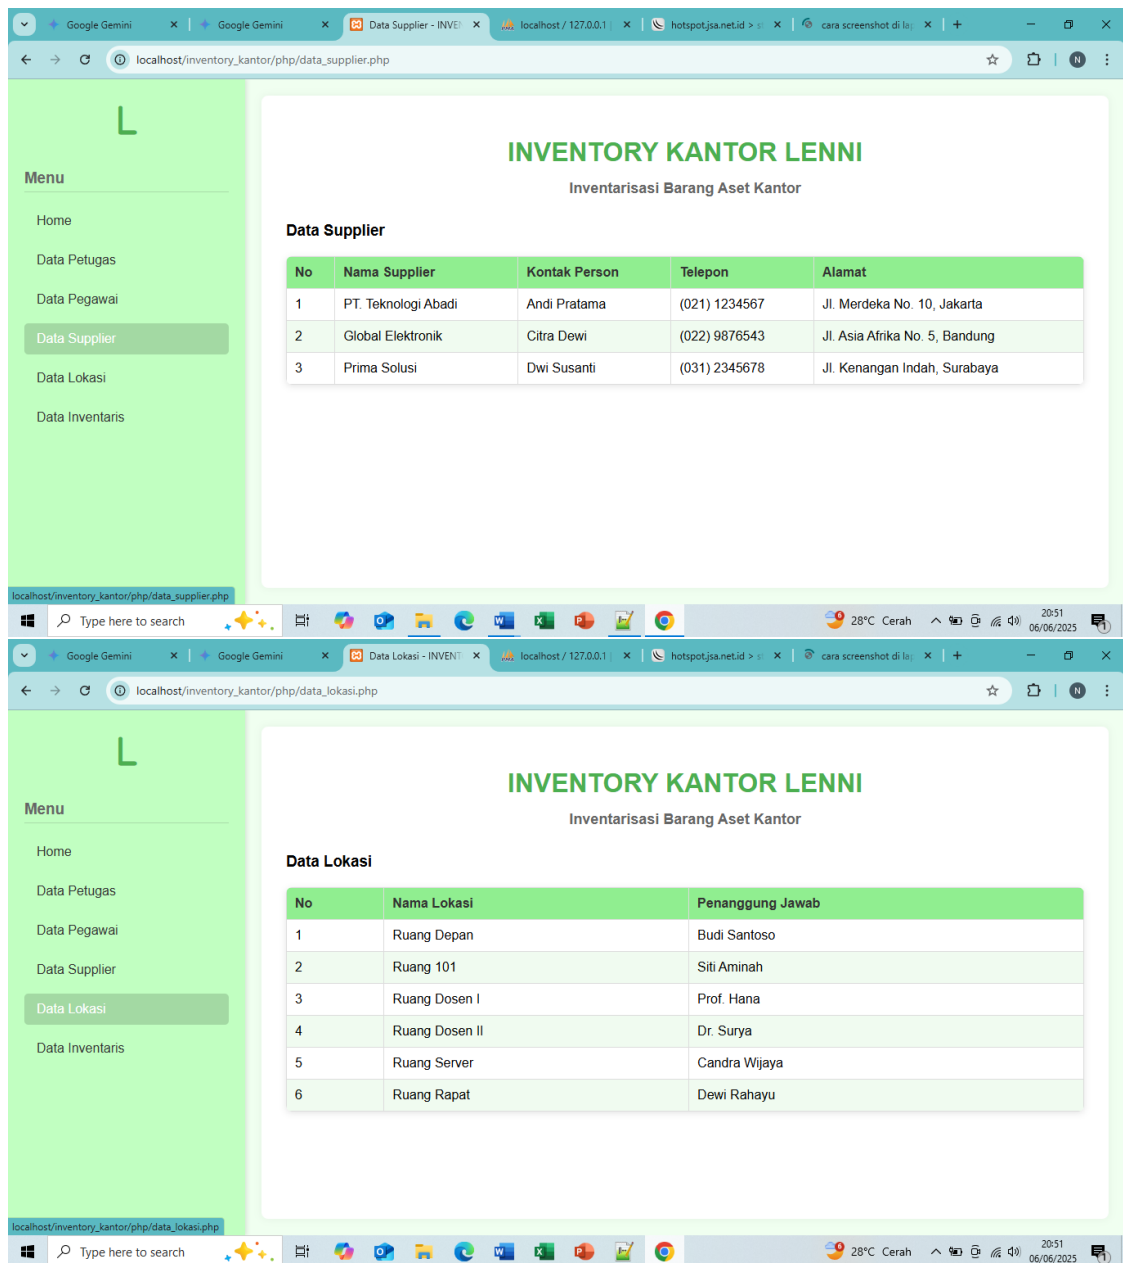 Google Gemini
Google Gemini
Data Supplier - INVEN
localhost / 127.0.0.1 |
hotspot.jsa.net.id > s
cara screenshot di lap
localhost/inventory_kantor/php/data_supplier.php
N
L
INVENTORY KANTOR LENNI
Inventarisasi Barang Aset Kantor
Menu
Home
Data Petugas
Data Pegawai
Data Supplier
Data Lokasi
Data Inventaris
Data Supplier
No Nama Supplier Kontak Person Telepon Alamat
1 PT. Teknologi Abadi Andi Pratama (021) 1234567 Jl. Merdeka No. 10, Jakarta
2 Global Elektronik Citra Dewi (022) 9876543 Jl. Asia Afrika No. 5, Bandung
3 Prima Solusi Dwi Susanti (031) 2345678 Jl. Kenangan Indah, Surabaya
localhost/inventory_kantor/php/data_supplier.php
Type here to search
28°C Cerah
20:51
06/06/2025
Google Gemini
Google Gemini
Data Lokasi - INVENT
localhost / 127.0.0.1 |
hotspot.jsa.net.id > s
cara screenshot di lap
localhost/inventory_kantor/php/data_lokasi.php
N
L
INVENTORY KANTOR LENNI
Inventarisasi Barang Aset Kantor
Menu
Home
Data Petugas
Data Pegawai
Data Supplier
Data Lokasi
Data Inventaris
Data Lokasi
No Nama Lokasi Penanggung Jawab
1 Ruang Depan Budi Santoso
2 Ruang 101 Siti Aminah
3 Ruang Dosen I Prof. Hana
4 Ruang Dosen II Dr. Surya
5 Ruang Server Candra Wijaya
6 Ruang Rapat Dewi Rahayu
localhost/inventory_kantor/php/data_lokasi.php
Type here to search
28°C Cerah
20:51
06/06/2025